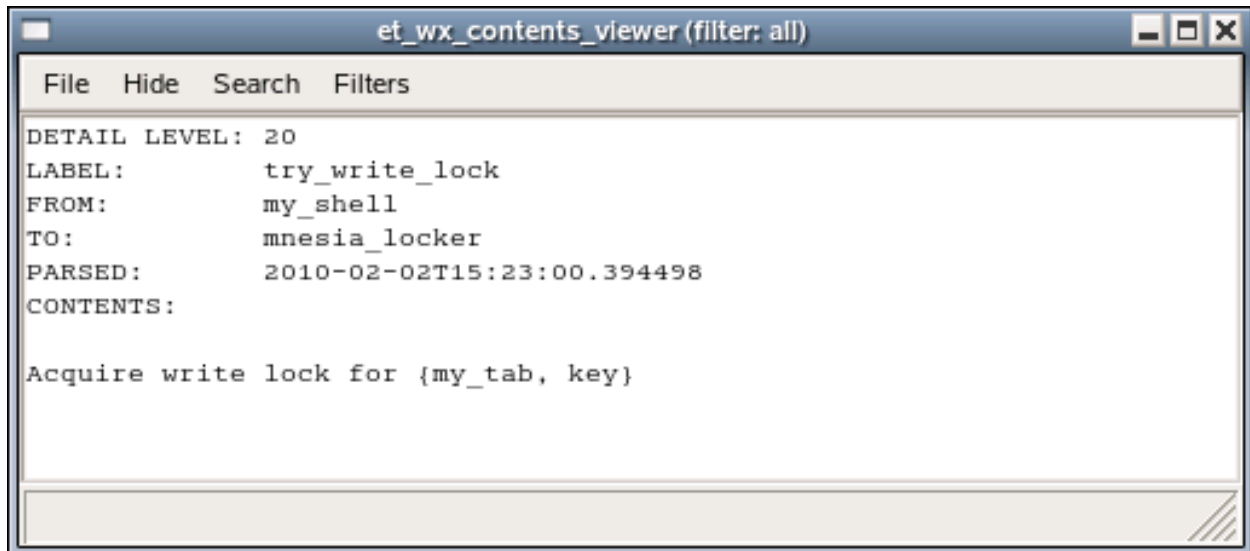 et_wx_contents_viewer (filter: all)
File Hide Search Filters
DETAIL LEVEL: 20
LABEL: try_write_lock
FROM: my_shell
TO: mnesia_locker
PARSED: 2010-02-02T15:23:00.394498
CONTENTS:
Acquire write lock for {my_tab, key}